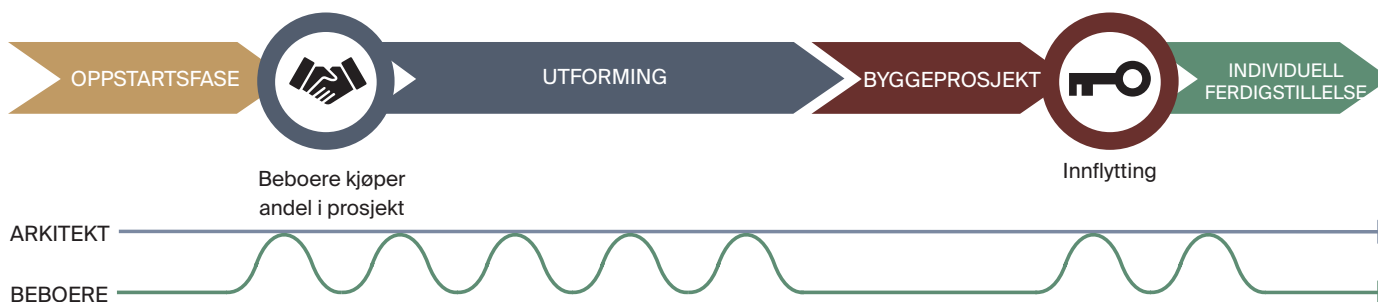 OPPSTARTSFASE
UTFORMING
BYGGEPROSJEKT
INDIVIDUELL
FERDIGSTILLELSE
Beboere kjøper
andel i prosjekt
Innflytting
ARKITEKT
BEBOERE